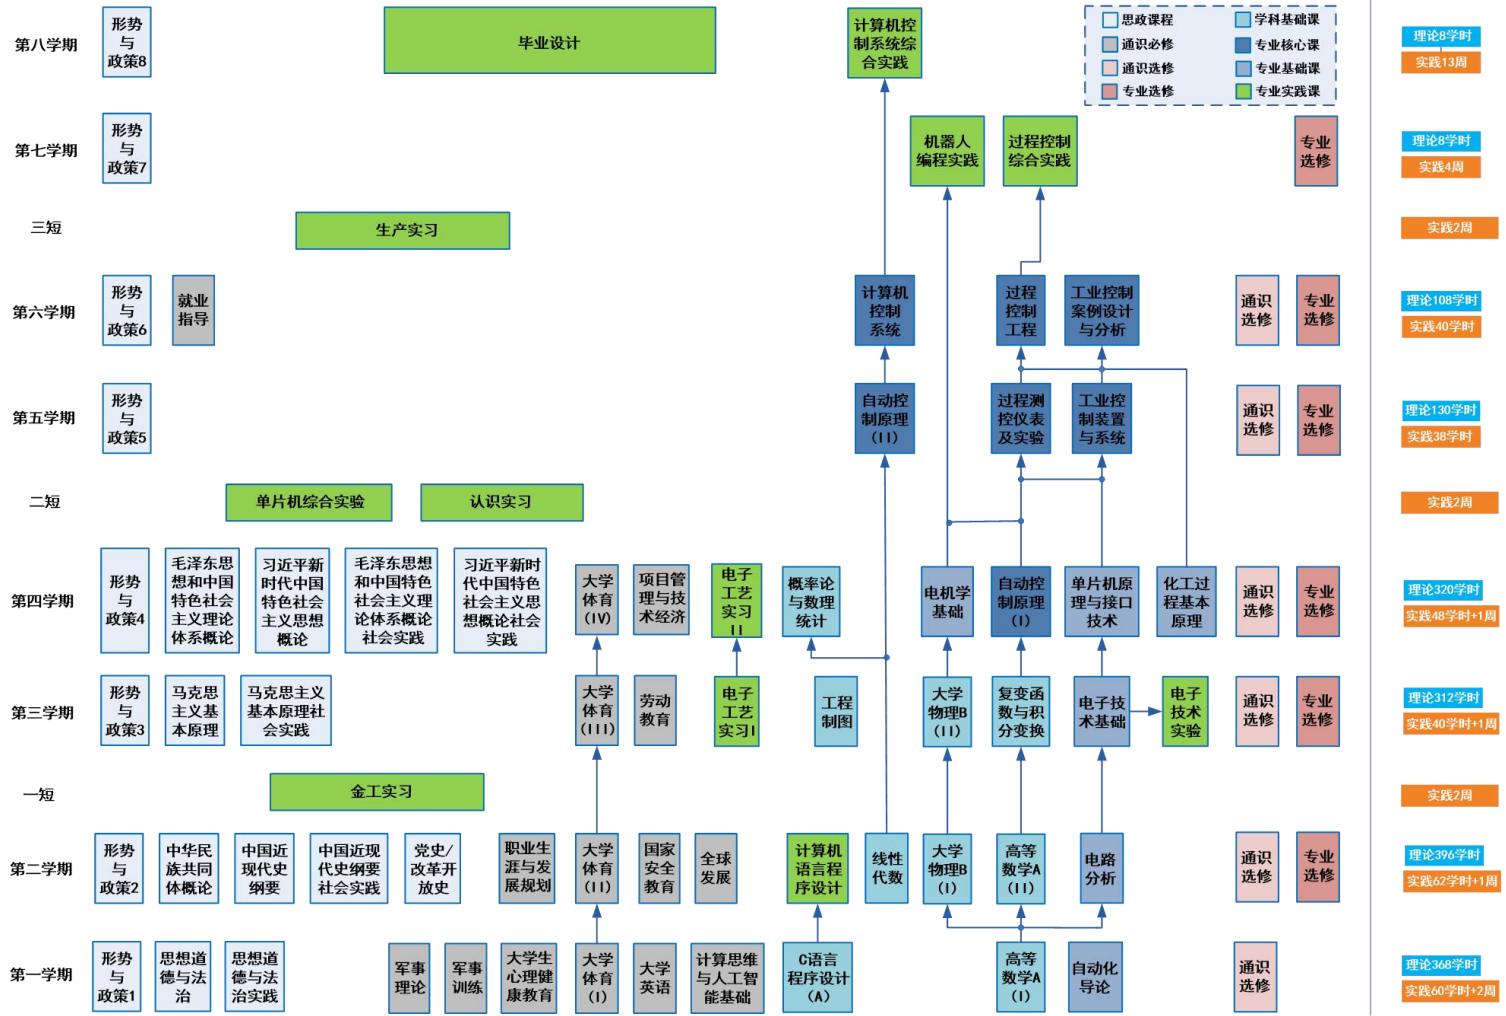 第八学期
形势
与
政策8
毕业设计
计算机控
制系统综
合实践
思政课程
学科基础课
通识必修
专业核心课
通识选修
专业基础课
专业选修
专业实践课
理论8学时
实践13周
第七学期
形势
与
政策7
机器人
编程实践
过程控制
综合实践
专业
选修
理论8学时
实践4周
三短
生产实习
实践2周
第六学期
形势
与
政策6
就业
指导
计算机
控制
系统
过程
控制
工程
工业控制
案例设计
与分析
通识
选修
专业
选修
理论108学时
实践40学时
第五学期
形势
与
政策5
自动控
制原理
(II)
过程测
控仪表
及实验
工业控
制装置
与系统
通识
选修
专业
选修
理论130学时
实践38学时
二短
单片机综合实验
认识实习
实践2周
第四学期
形势
与
政策4
毛泽东思
想和中国
特色社会
主义理论
体系概论
习近平新
时代中国
特色社会
主义思想
概论
毛泽东思想
和中国特色
社会主义理
论体系概论
社会实践
习近平新时
代中国特色
社会主义思
想概论社会
实践
大学
体育
(IV)
项目管
理与技
术经济
电子
工艺
实习
II
概率论
与数理
统计
电机学
基础
自动控
制原理
(I)
单片机原
理与接口
技术
化工过
程基本
原理
通识
选修
专业
选修
理论320学时
实践48学时+1周
第三学期
形势
与
政策3
马克思
主义基
本原理
马克思主义
基本原理社
会实践
大学
体育
(III)
劳动
教育
电子
工艺
实习I
工程
制图
大学
物理B
(II)
复变函
数与积
分变换
电子技
术基础
电子
技术
实验
通识
选修
专业
选修
理论312学时
实践40学时+1周
一短
金工实习
实践2周
第二学期
形势
与
政策2
中华民
族共同
体概论
中国近
现代史
纲要
中国近现
代史纲要
社会实践
党史/
改革开
放史
职业生
涯与发
展规划
大学
体育
(II)
国家
安全
教育
全球
发展
计算机
语言程
序设计
线性
代数
大学
物理B
(I)
高等
数学A
(II)
电路
分析
通识
选修
专业
选修
理论396学时
实践62学时+1周
第一学期
形势
与
政策1
思想道
德与法
治
思想道
德与法
治实践
军事
理论
军事
训练
大学生
心理健
康教育
大学
体育
(I)
大学
英语
计算思维
与人工智
能基础
C语言
程序设计
(A)
高等
数学A
(I)
自动化
导论
通识
选修
理论368学时
实践60学时+2周